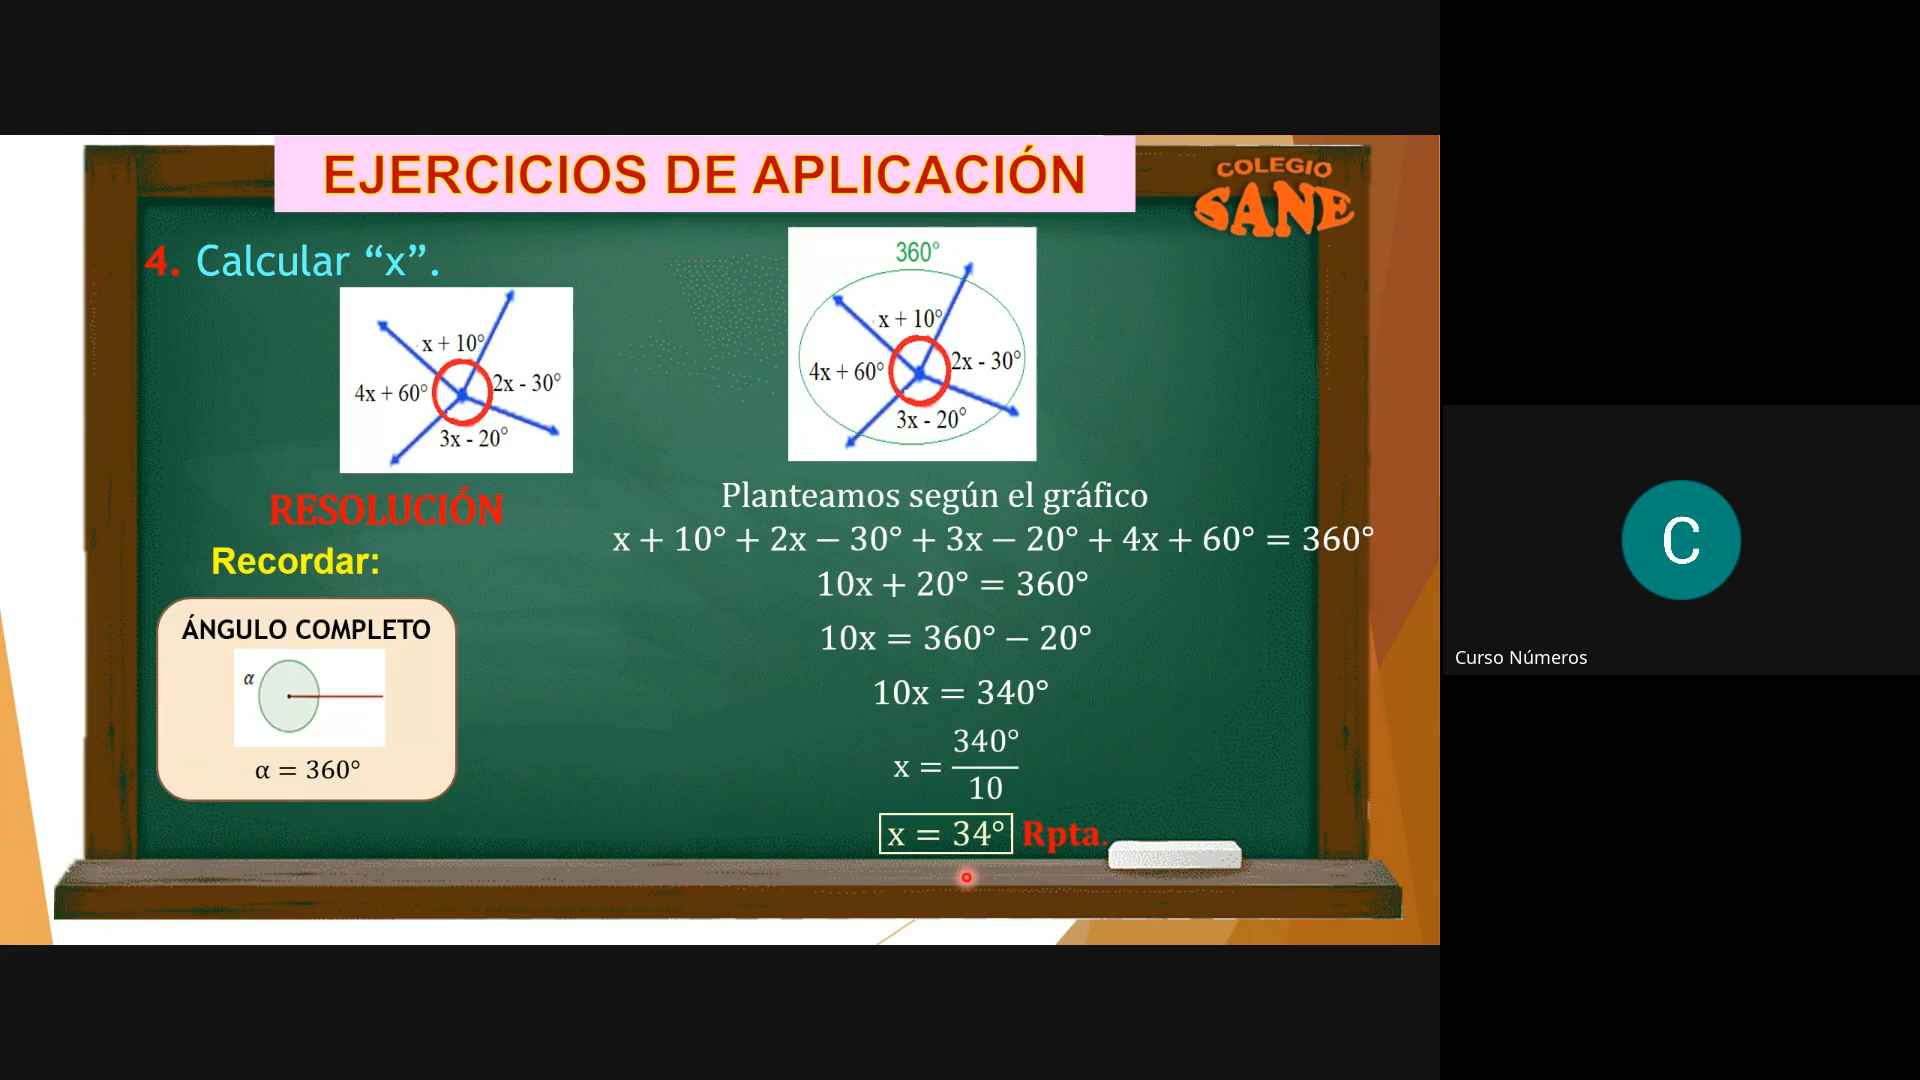 EJERCICIOS DE APLICACIÓN
COLEGIO
SANE
4. Calcular “x”.
x + 10°
4x + 60°
2x - 30°
3x - 20°
360°
x + 10°
4x + 60°
2x - 30°
3x - 20°
RESOLUCIÓN
Recordar:
ÁNGULO COMPLETO
α
α = 360°
Planteamos según el gráfico
x + 10° + 2x − 30° + 3x − 20° + 4x + 60° = 360°
10x + 20° = 360°
10x = 360° − 20°
10x = 340°
x = 340°/10
x = 34° Rpta.
C
Curso Números